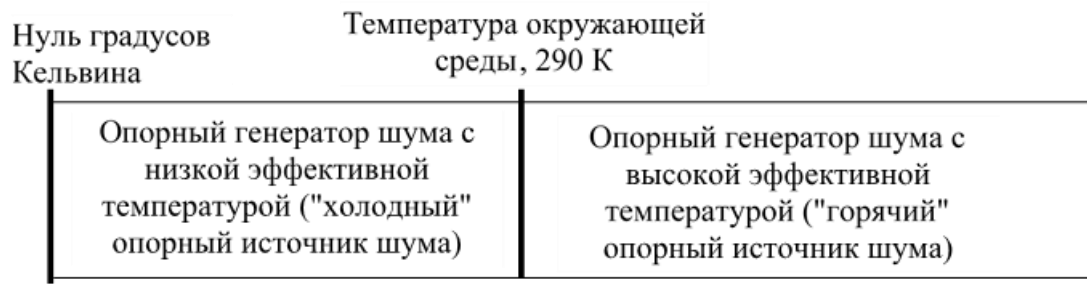 Нуль градусов
Кельвина
Температура окружающей
среды, 290 К
Опорный генератор шума с
низкой эффективной
температурой ("холодный"
опорный источник шума)
Опорный генератор шума с
высокой эффективной
температурой ("горячий"
опорный источник шума)